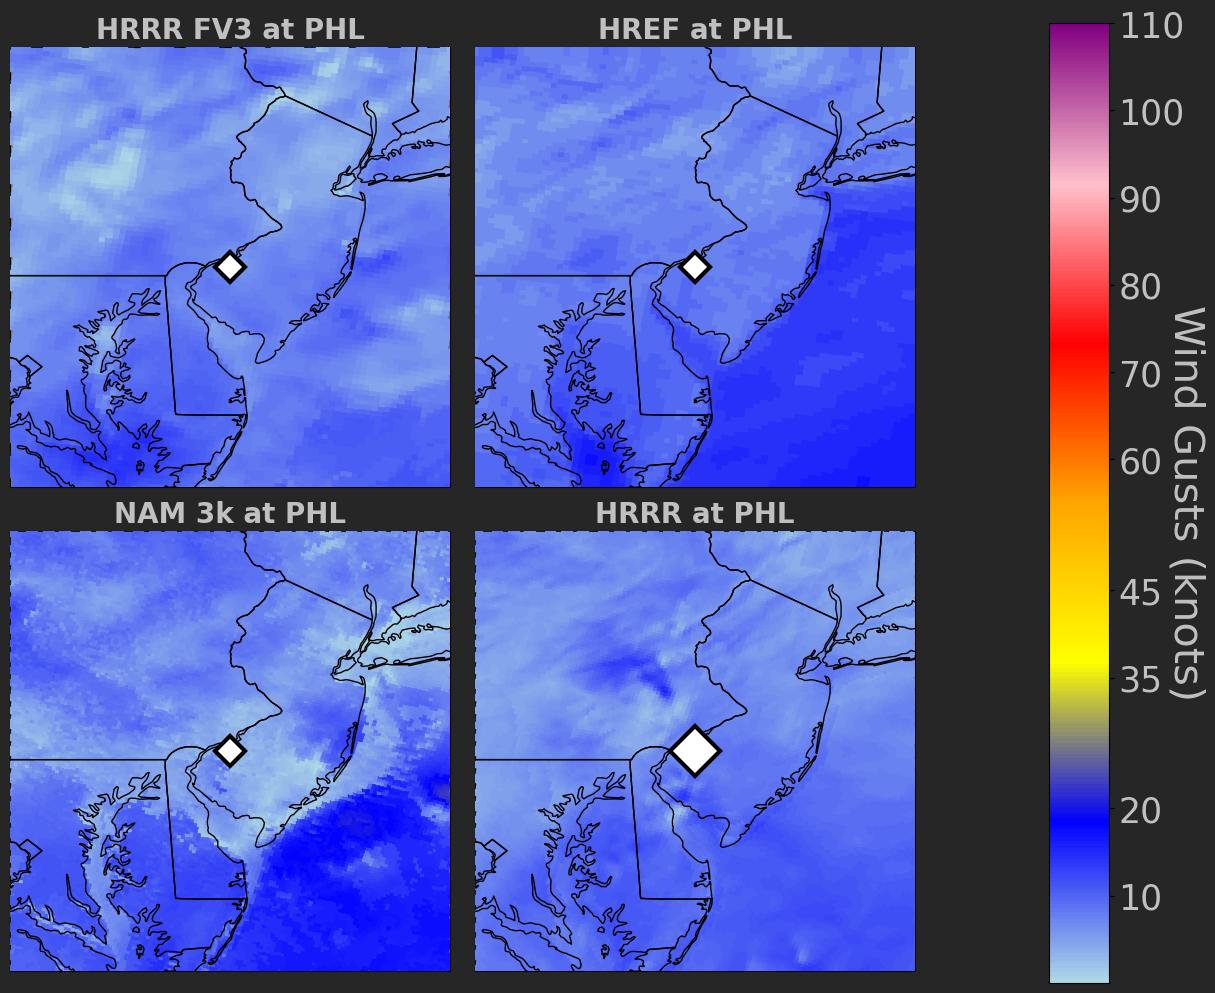 HRRR FV3 at PHL
HREF at PHL
NAM 3k at PHL
HRRR at PHL
110
100
90
80
70
60
45
35
20
10
Wind Gusts (knots)